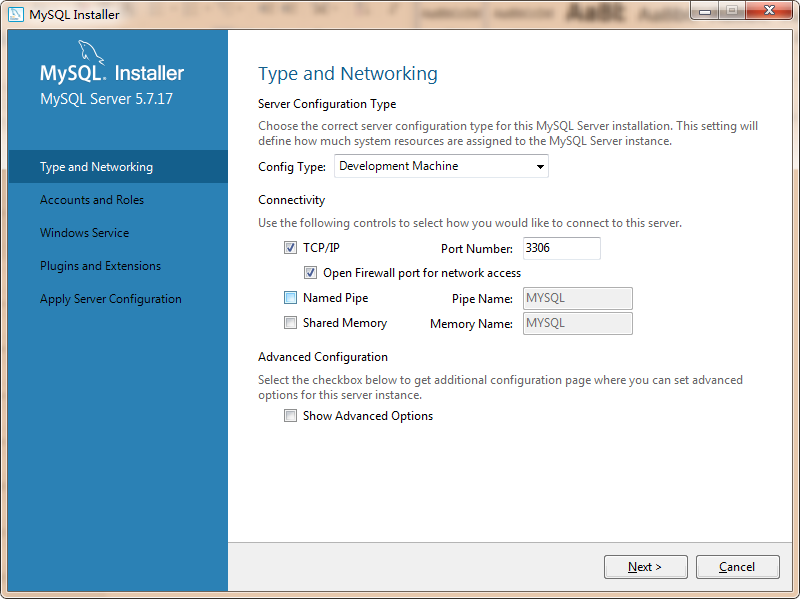 MySQL Installer
AaBb
MySQL. Installer
MySQL Server 5.7.17
Type and Networking
Accounts and Roles
Windows Service
Plugins and Extensions
Apply Server Configuration
Type and Networking
Server Configuration Type
Choose the correct server configuration type for this MySQL Server installation. This setting will
define how much system resources are assigned to the MySQL Server instance.
Config Type: Development Machine
Connectivity
Use the following controls to select how you would like to connect to this server.
TCP/IP Port Number: 3306
Open Firewall port for network access
Named Pipe Pipe Name: MYSQL
Shared Memory Memory Name: MYSQL
Advanced Configuration
Select the checkbox below to get additional configuration page where you can set advanced
options for this server instance.
Show Advanced Options
Next > Cancel